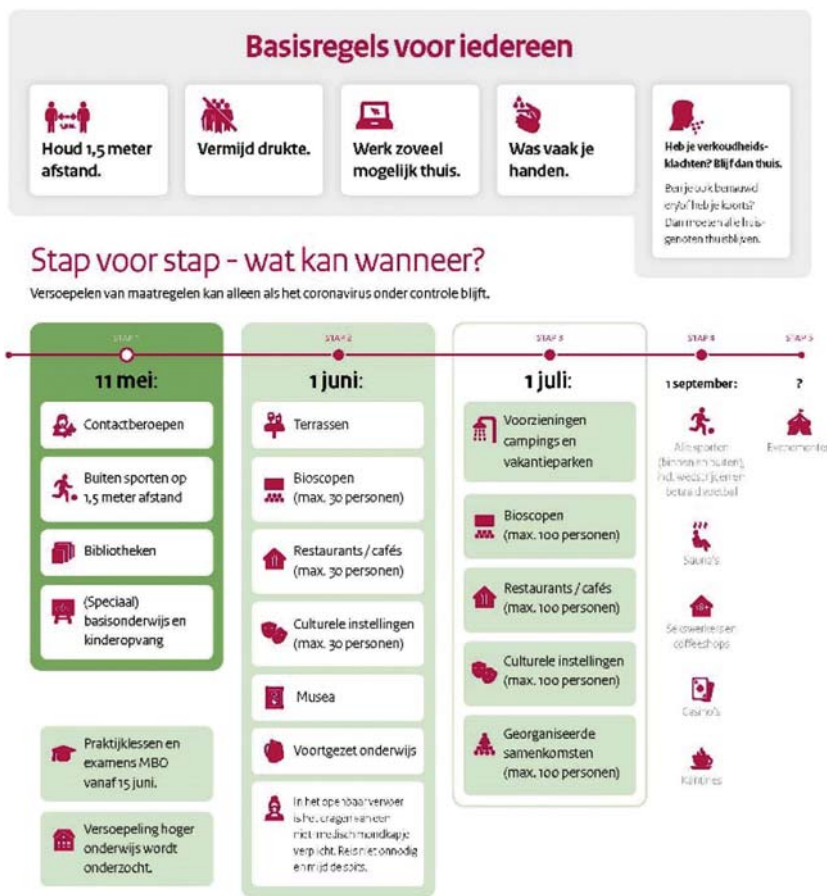 Basisregels voor iedereen
Houd 1,5 meter
afstand.
Vermijd drukte.
Werk zoveel
mogelijk thuis.
Was vaak je
handen.
Heb je verkoudheids-
klachten? Blijf dan thuis.
Ben je ook benauwd
en/of heb je koorts?
Dan moeten alle huis-
genoten thuisblijven.
Stap voor stap – wat kan wanneer?
Versoepelen van maatregelen kan alleen als het coronavirus onder controle blijft.
STAP 1
11 mei:
Contactberoepen
Buiten sporten op
1,5 meter afstand
Bibliotheken
(Speciaal)
basisonderwijs en
kinderopvang
Praktijklessen en
examens MBO
vanaf 15 juni.
Versoepeling hoger
onderwijs wordt
onderzocht.
STAP 2
1 juni:
Terrassen
Bioscopen
(max. 30 personen)
Restaurants / cafés
(max. 30 personen)
Culturele instellingen
(max. 30 personen)
Musea
Voortgezet onderwijs
In het openbaar vervoer
is het dragen van een
niet-medisch mondkapje
verplicht. Reis niet onnodig
en mijd de spits.
STAP 3
1 juli:
Voorzieningen
campings en
vakantieparken
Bioscopen
(max. 100 personen)
Restaurants / cafés
(max. 100 personen)
Culturele instellingen
(max. 100 personen)
Georganiseerde
samenkomsten
(max. 100 personen)
STAP 4
1 september:
Alle sporten
(binnen en buiten),
incl. wedstrijden en
betaald voetbal
Sauna's
Sekswerkers en
coffeeshops
18+
Casino's
Kantines
STAP 5
?
Evenementen